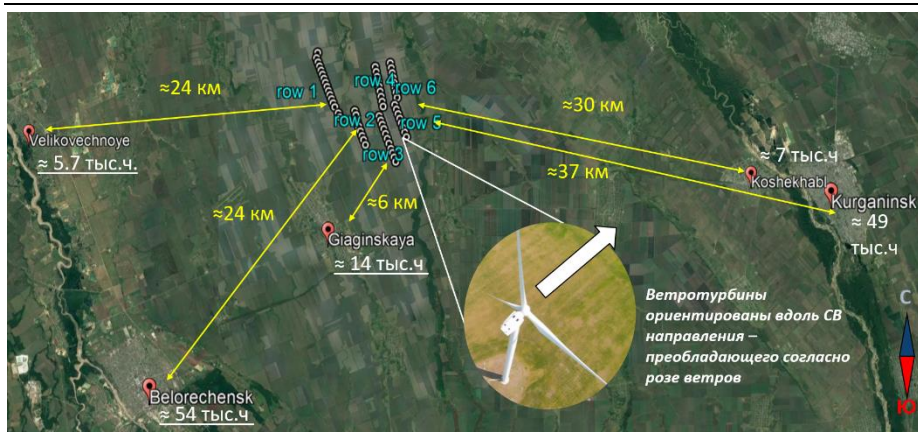 ≈24 км
row 1
row 4
row 6
row 2
row 5
row 3
≈30 км
≈37 км
Velikovechnoye
≈ 5.7 тыс.ч.
≈24 км
≈6 км
Giaginskaya
≈ 14 тыс.ч
≈ 7 тыс.ч
Koshekhabl
Kurganinsk
≈ 49
тыс.ч
Ветротурбины
ориентированы вдоль СВ
направления –
преобладающего согласно
розе ветров
С
Ю
Belorechensk
≈ 54 тыс.ч